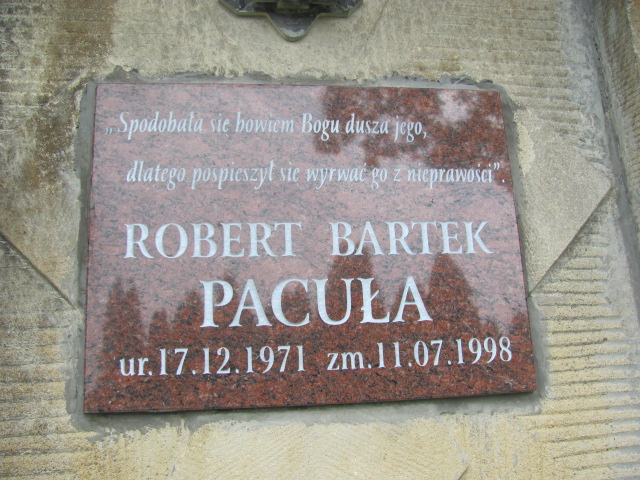 „Spodobała się bowiem Bogu dusza jego,
dlatego pospieszył się wyrwać go z nieprawości".
ROBERT BARTEK
PACUŁA
ur.17.12.1971 zm.11.07.1998